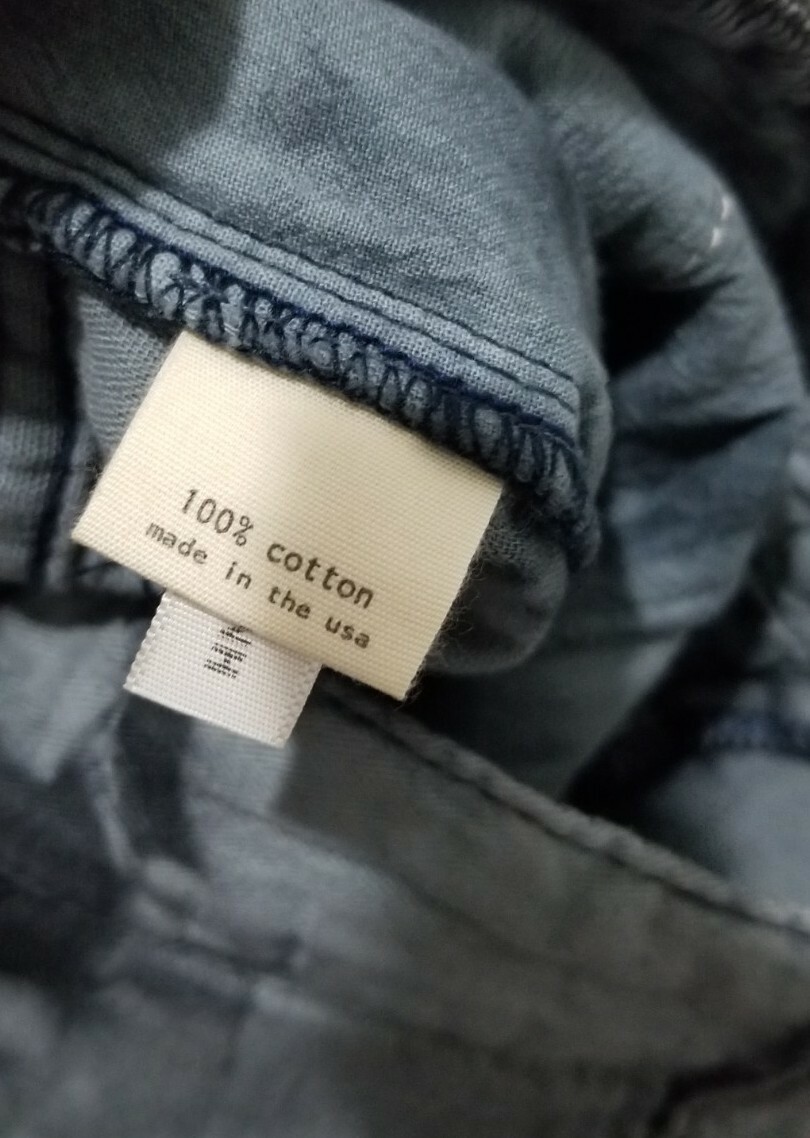 100% cotton
made in the usa